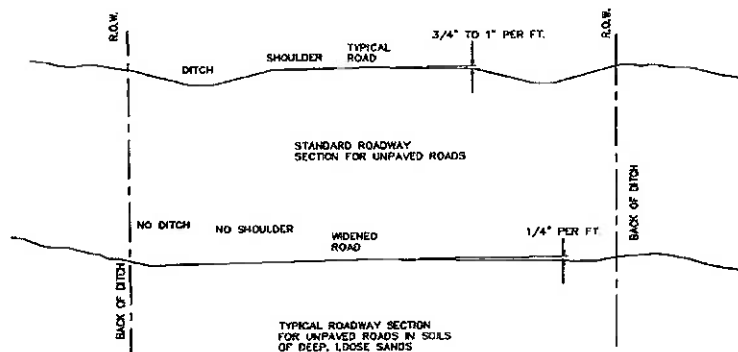 R.O.W.
R.O.W.
3/4" TO 1" PER FT.
TYPICAL
ROAD
SHOULDER
DITCH
STANDARD ROADWAY
SECTION FOR UNPAVED ROADS
NO DITCH
NO SHOULDER
WIDENED
ROAD
1/4" PER FT.
BACK OF DITCH
BACK OF DITCH
TYPICAL ROADWAY SECTION
FOR UNPAVED ROADS IN SOILS
OF DEEP, LOOSE SANDS